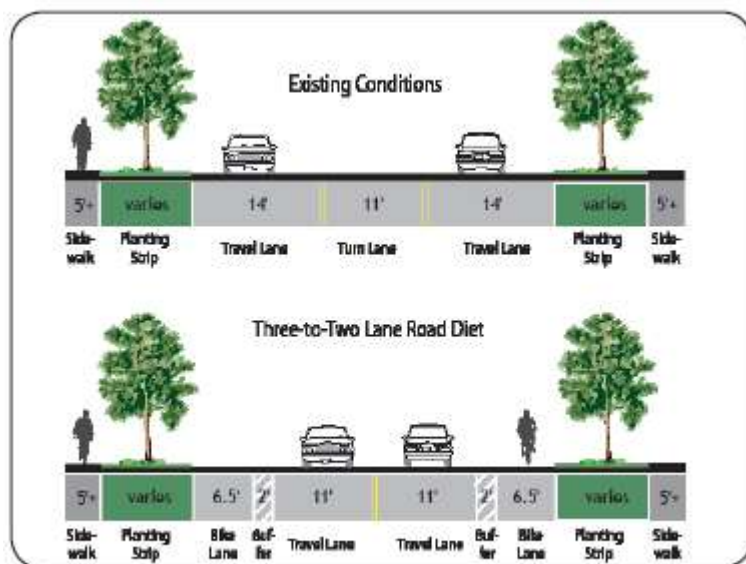 Existing Conditions
5'+ varies 14' 11' 14' varies 5'+
Side-
walk
Planting
Strip
Travel Lane
Turn Lane
Travel Lane
Planting
Strip
Side-
walk
Three-to-Two Lane Road Diet
5'+ varies 6.5' 2' 11' 11' 2' 6.5' varies 5'+
Side-
walk
Planting
Strip
Bike
Lane
Buf-
fer
Travel Lane
Travel Lane
Buf-
fer
Bike
Lane
Planting
Strip
Side-
walk